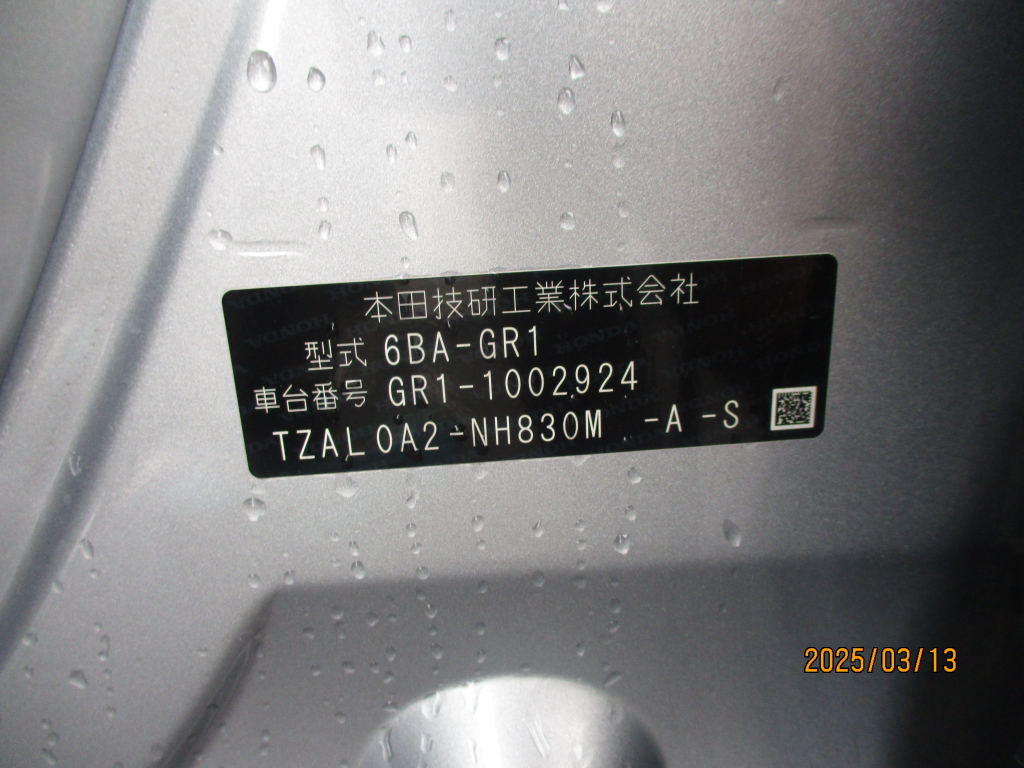 本田技研工業株式会社
型式 6BA-GR1
車台番号 GR1-1002924
TZAL0A2-NH830M -A -S
2025/03/13